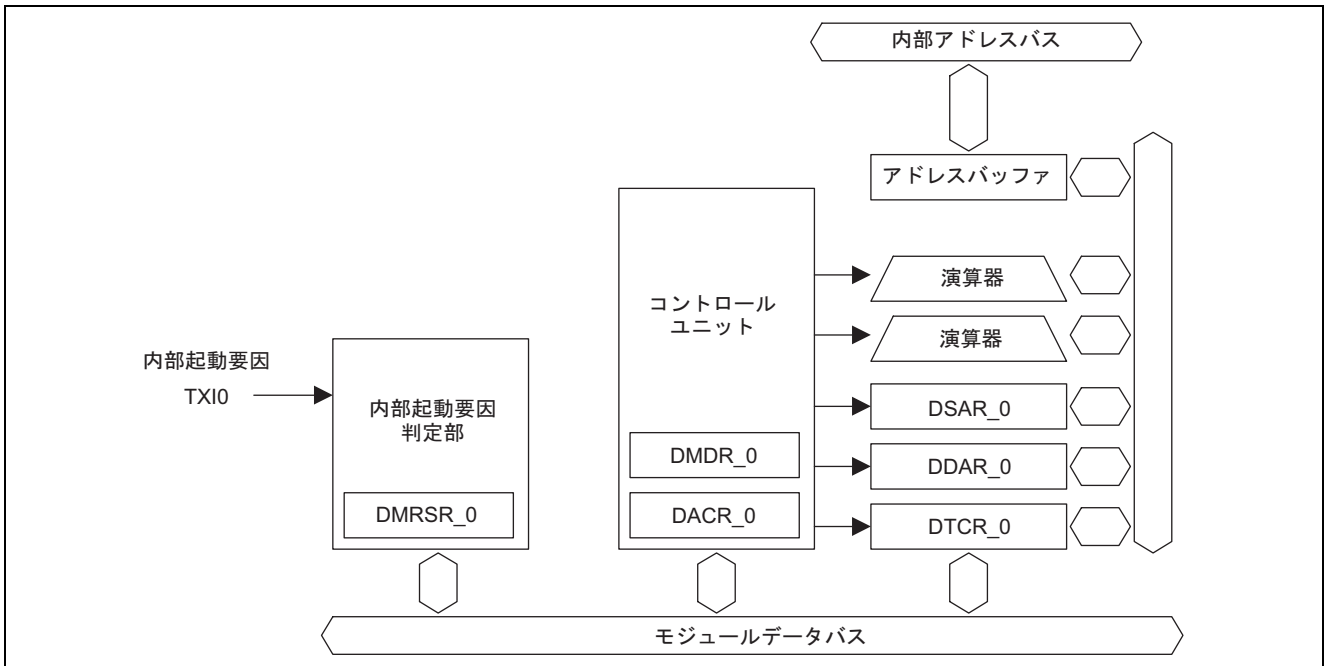 内部アドレスバス
アドレスバッファ
演算器
コントロール
ユニット
演算器
内部起動要因
TXI0
内部起動要因
判定部
DSAR_0
DMDR_0
DDAR_0
DMRSR_0
DACR_0
DTCR_0
モジュールデータバス